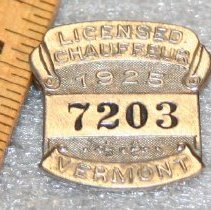 LICENSED
CHAUFFEUR
1925
7203
VERMONT